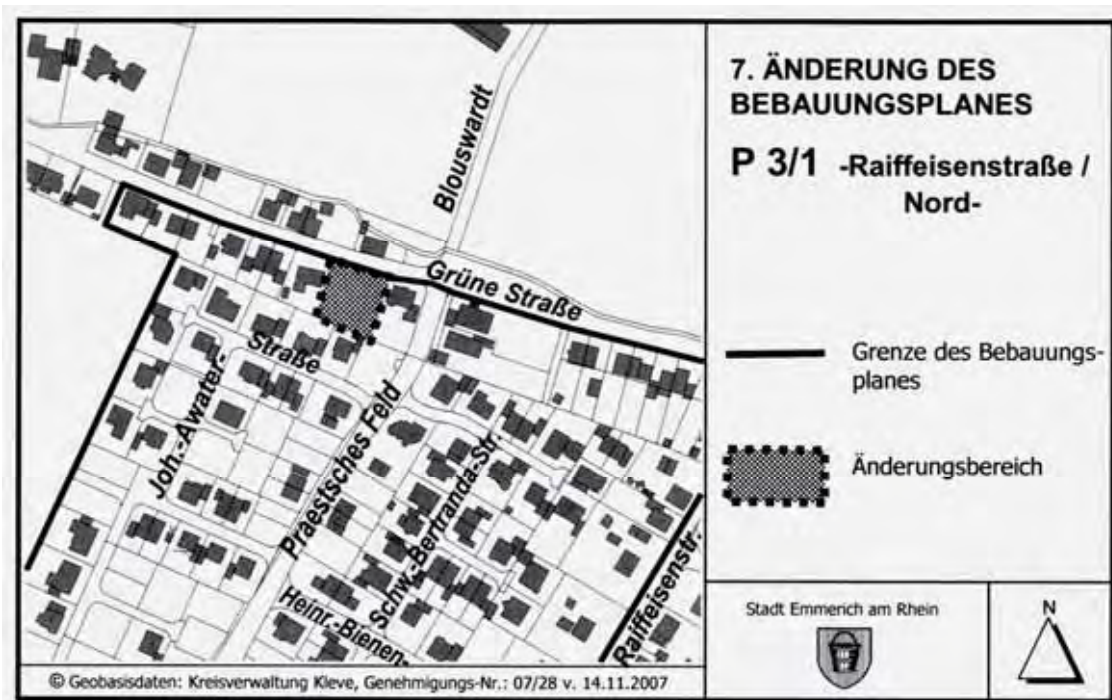 7. ÄNDERUNG DES
BEBAUUNGSPLANES
P 3/1 -Raiffeisenstraße /
Nord-
Grenze des Bebauungs-
planes
Änderungsbereich
Stadt Emmerich am Rhein
N
Blouswardt
Grüne Straße
Straße
Joh.-Awater-
Praestsches Feld
Schw.-Bertranda-Str.
Heinr.-Bienen-
Raiffeisenstr.
© Geobasisdaten: Kreisverwaltung Kleve, Genehmigungs-Nr.: 07/28 v. 14.11.2007